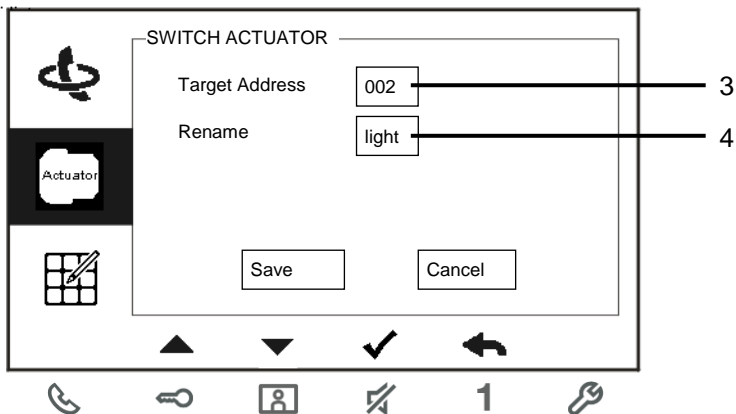 SWITCH ACTUATOR
Target Address 002 3
Rename light 4
Actuator
Save Cancel
1